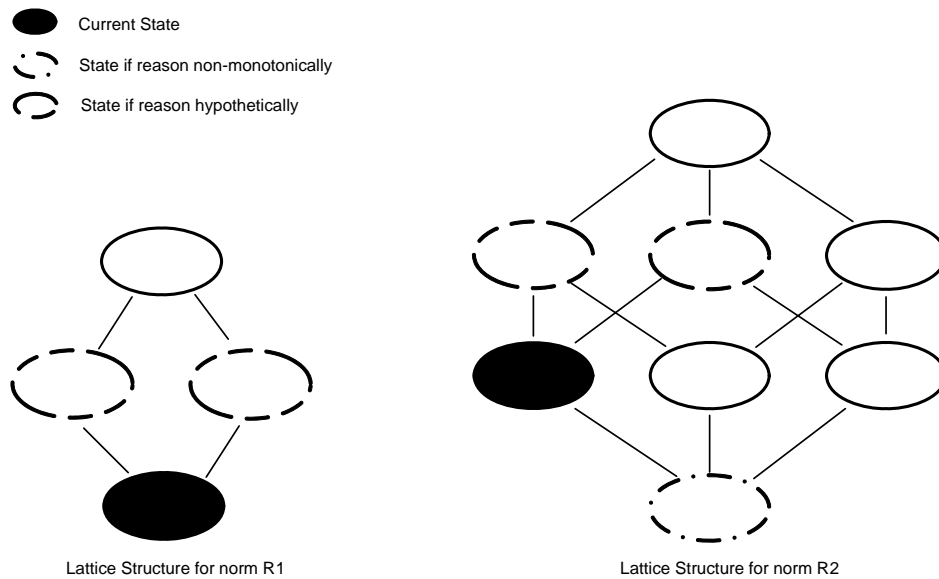 Current State
State if reason non-monotonically
State if reason hypothetically
Lattice Structure for norm R1
Lattice Structure for norm R2